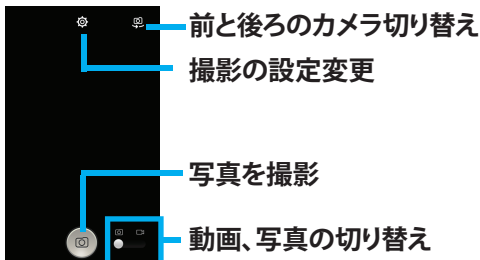 前と後ろのカメラ切り替え
撮影の設定変更
写真を撮影
動画、写真の切り替え